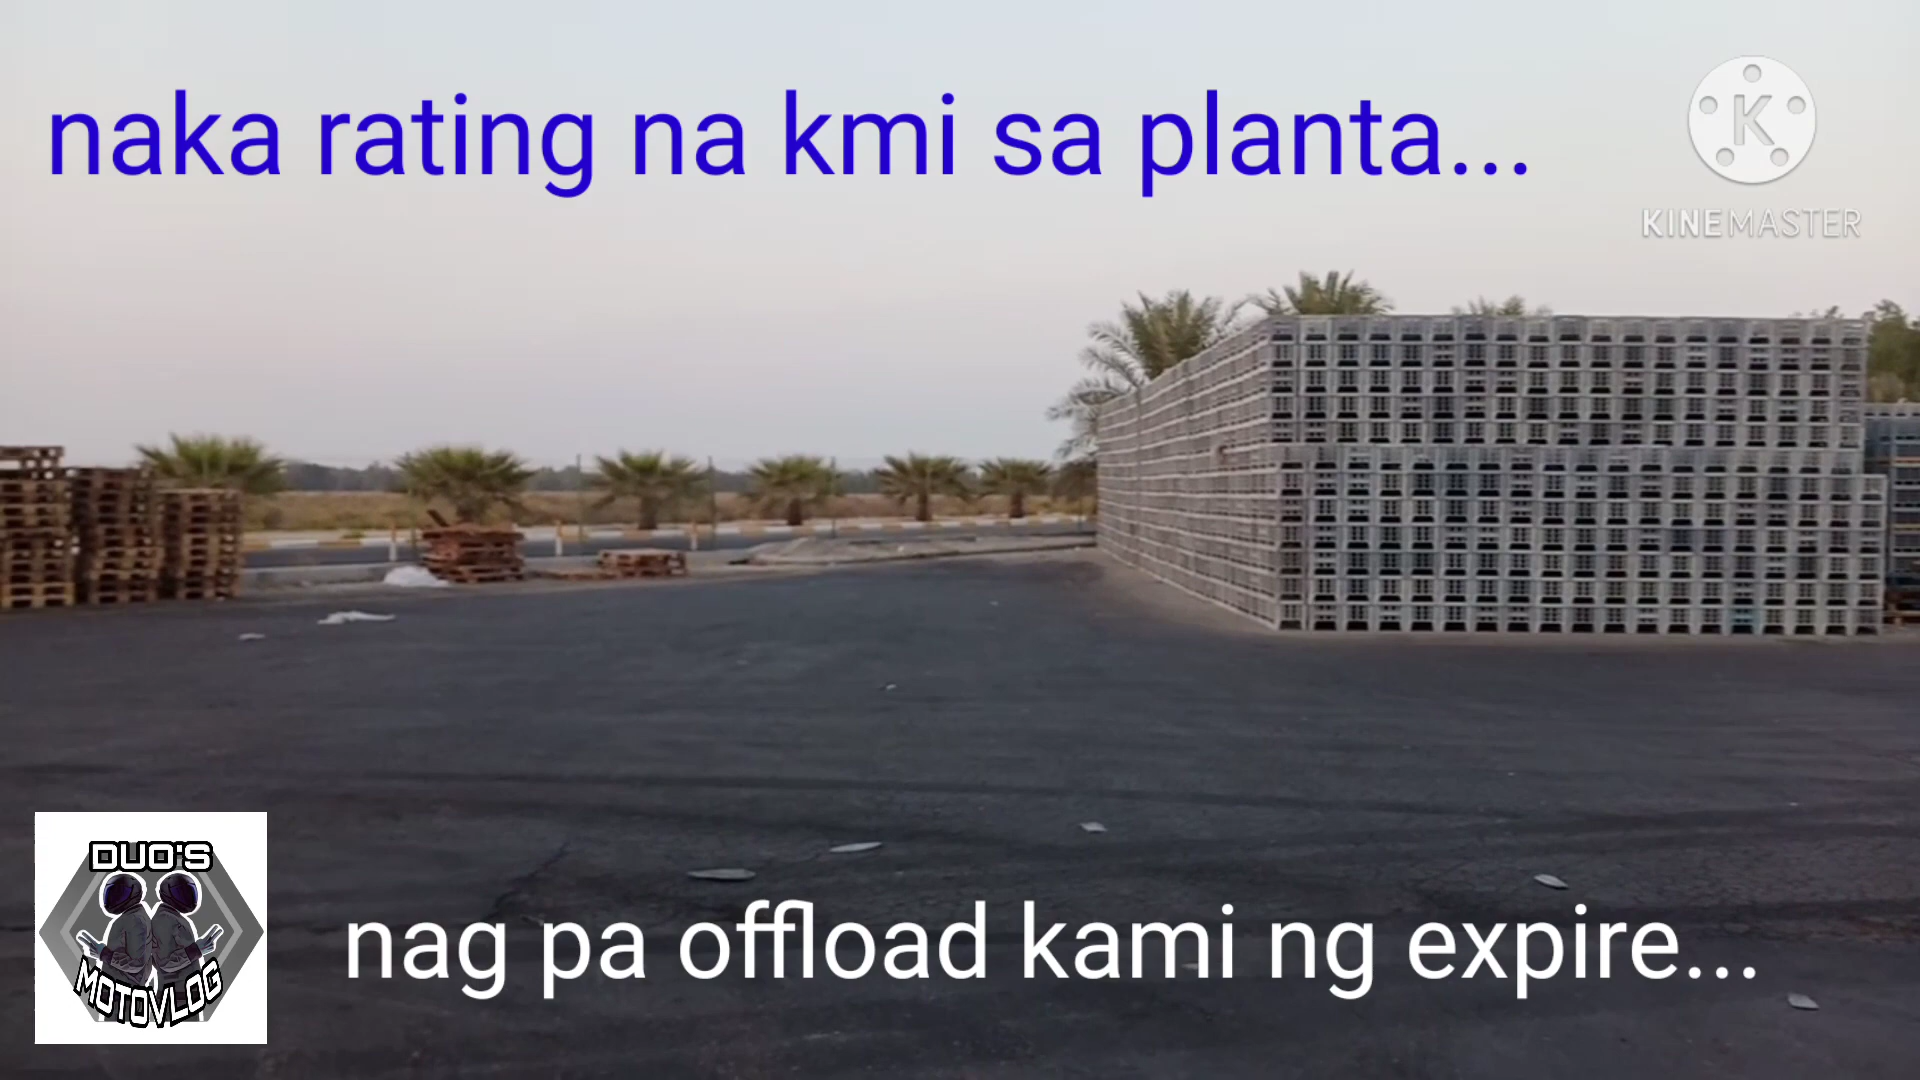 naka rating na kmi sa planta...
K
KINEMASTER
DUO'S
MOTOVLOG
nag pa offload kami ng expire...